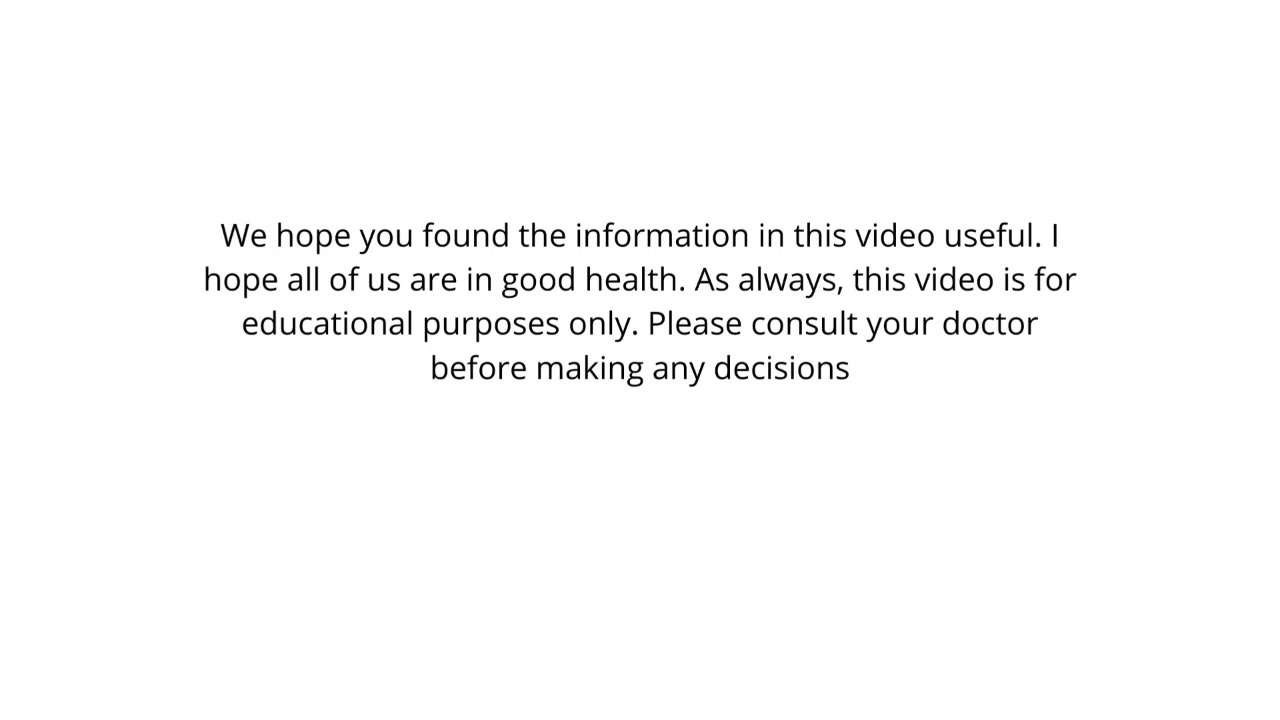 We hope you found the information in this video useful. I
hope all of us are in good health. As always, this video is for
educational purposes only. Please consult your doctor
before making any decisions